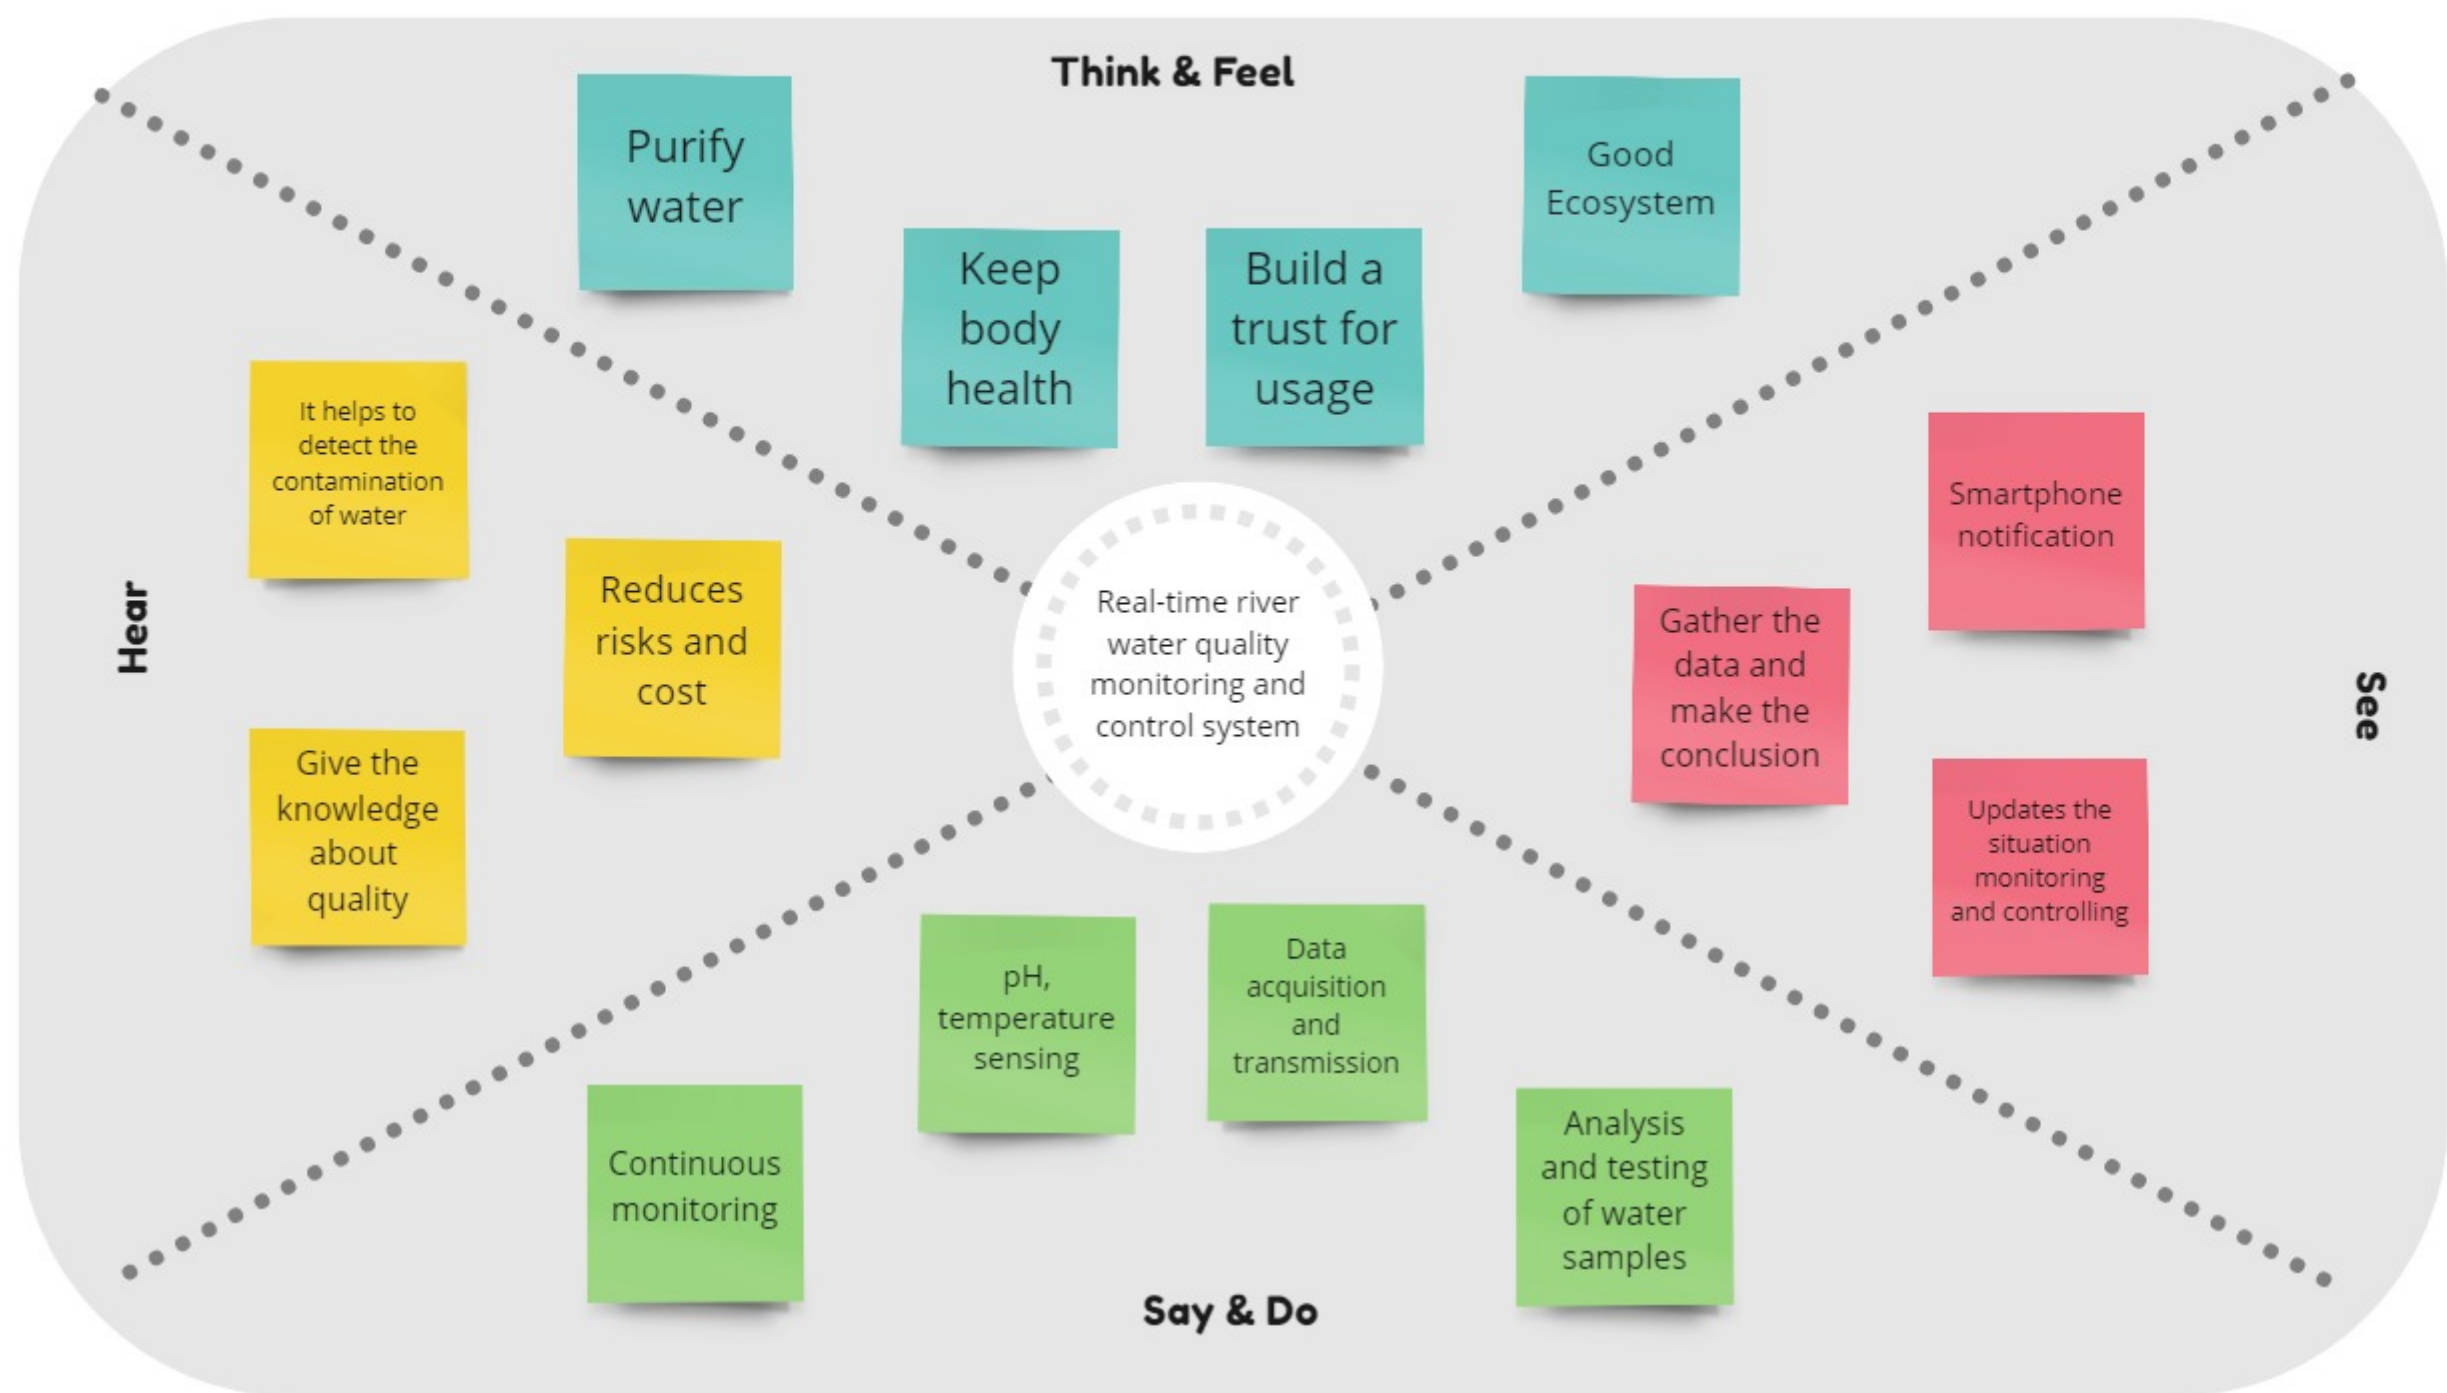 Think & Feel
Purify
water
Keep
body
health
Build a
trust for
usage
Good
Ecosystem
Hear
It helps to
detect the
contamination
of water
Reduces
risks and
cost
Give the
knowledge
about
quality
Real-time river
water quality
monitoring and
control system
See
Smartphone
notification
Gather the
data and
make the
conclusion
Updates the
situation
monitoring
and controlling
pH,
temperature
sensing
Data
acquisition
and
transmission
Continuous
monitoring
Analysis
and testing
of water
samples
Say & Do